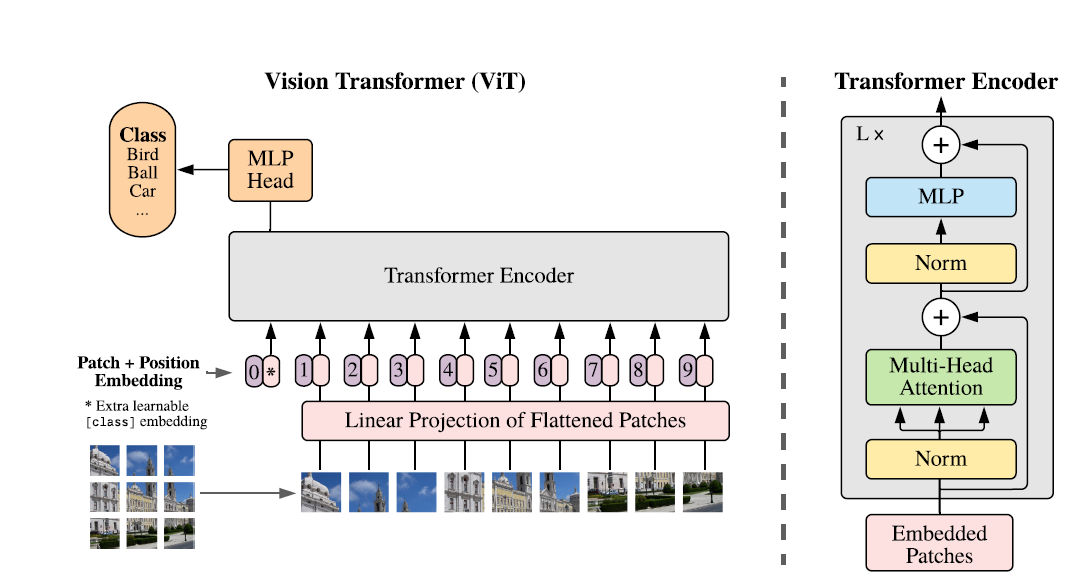 Vision Transformer (ViT)
Class
Bird
Ball
Car
...
MLP
Head
Transformer Encoder
Patch + Position
Embedding
0 * 1 2 3 4 5 6 7 8 9
* Extra learnable
[class] embedding
Linear Projection of Flattened Patches
Transformer Encoder
L ×
+
MLP
Norm
+
Multi-Head
Attention
Norm
Embedded
Patches